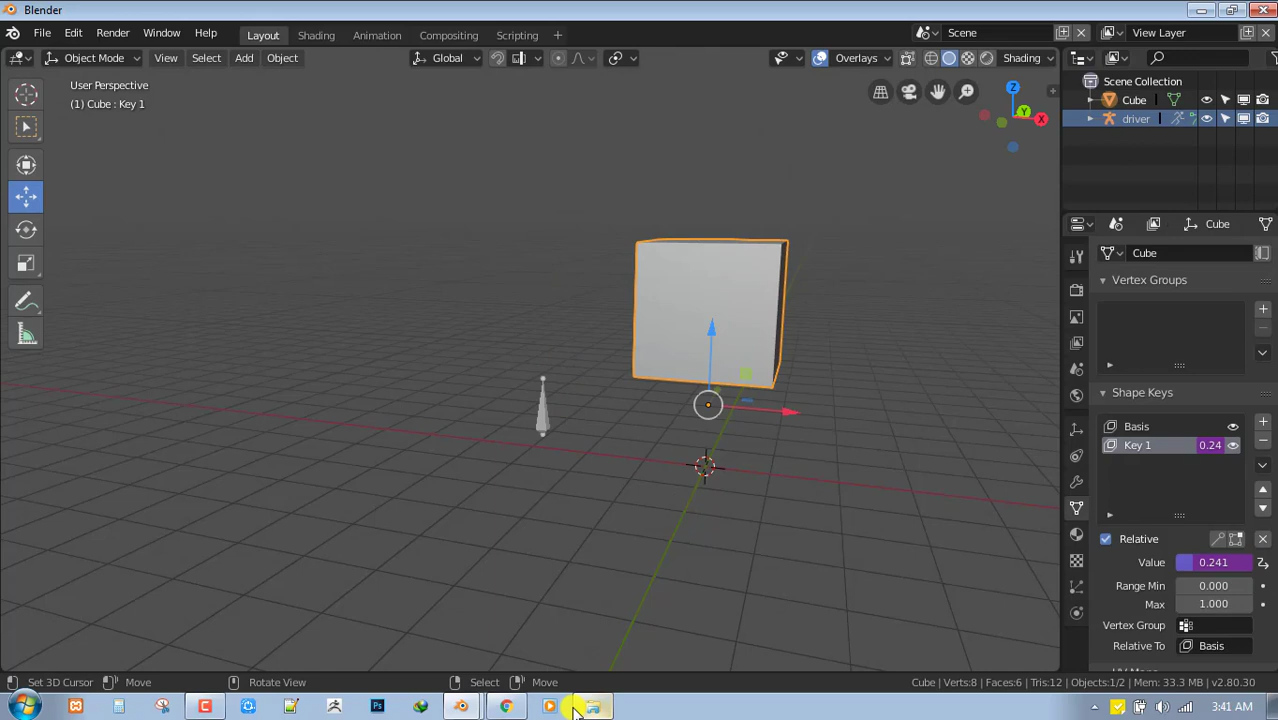 Blender
File Edit Render Window Help Layout Shading Animation Compositing Scripting + Scene View Layer
Object Mode View Select Add Object Global Overlays Shading
User Perspective
(1) Cube : Key 1
Z
Y
X
Scene Collection
Cube
driver
Cube
Cube
Vertex Groups
Shape Keys
Basis
Key 1 0.24
Relative
Value 0.241
Range Min 0.000
Max 1.000
Vertex Group
Relative To Basis
Set 3D Cursor Move Rotate View Select Move Cube | Verts:8 | Faces:6 | Tris:12 | Objects:1/2 | Mem: 33.3 MB | v2.80.30
3:41 AM